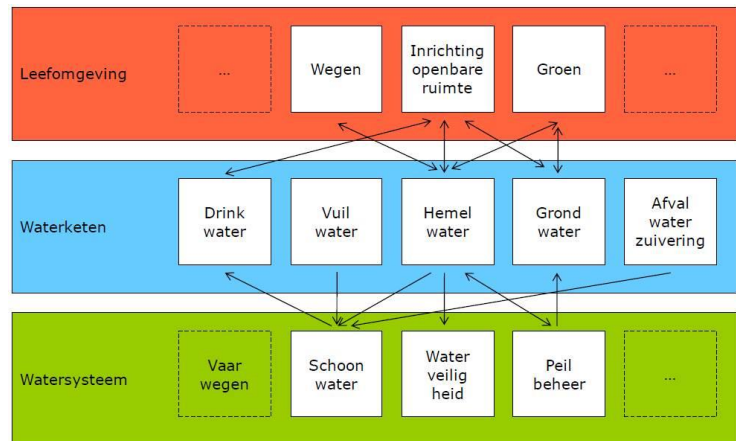 Leefomgeving
...
Wegen
Inrichting
openbare
ruimte
Groen
...
Waterketen
Drink
water
Vuil
water
Hemel
water
Grond
water
Afval
water
zuivering
Watersysteem
Vaar
wegen
Schoon
water
Water
veilig
heid
Peil
beheer
...